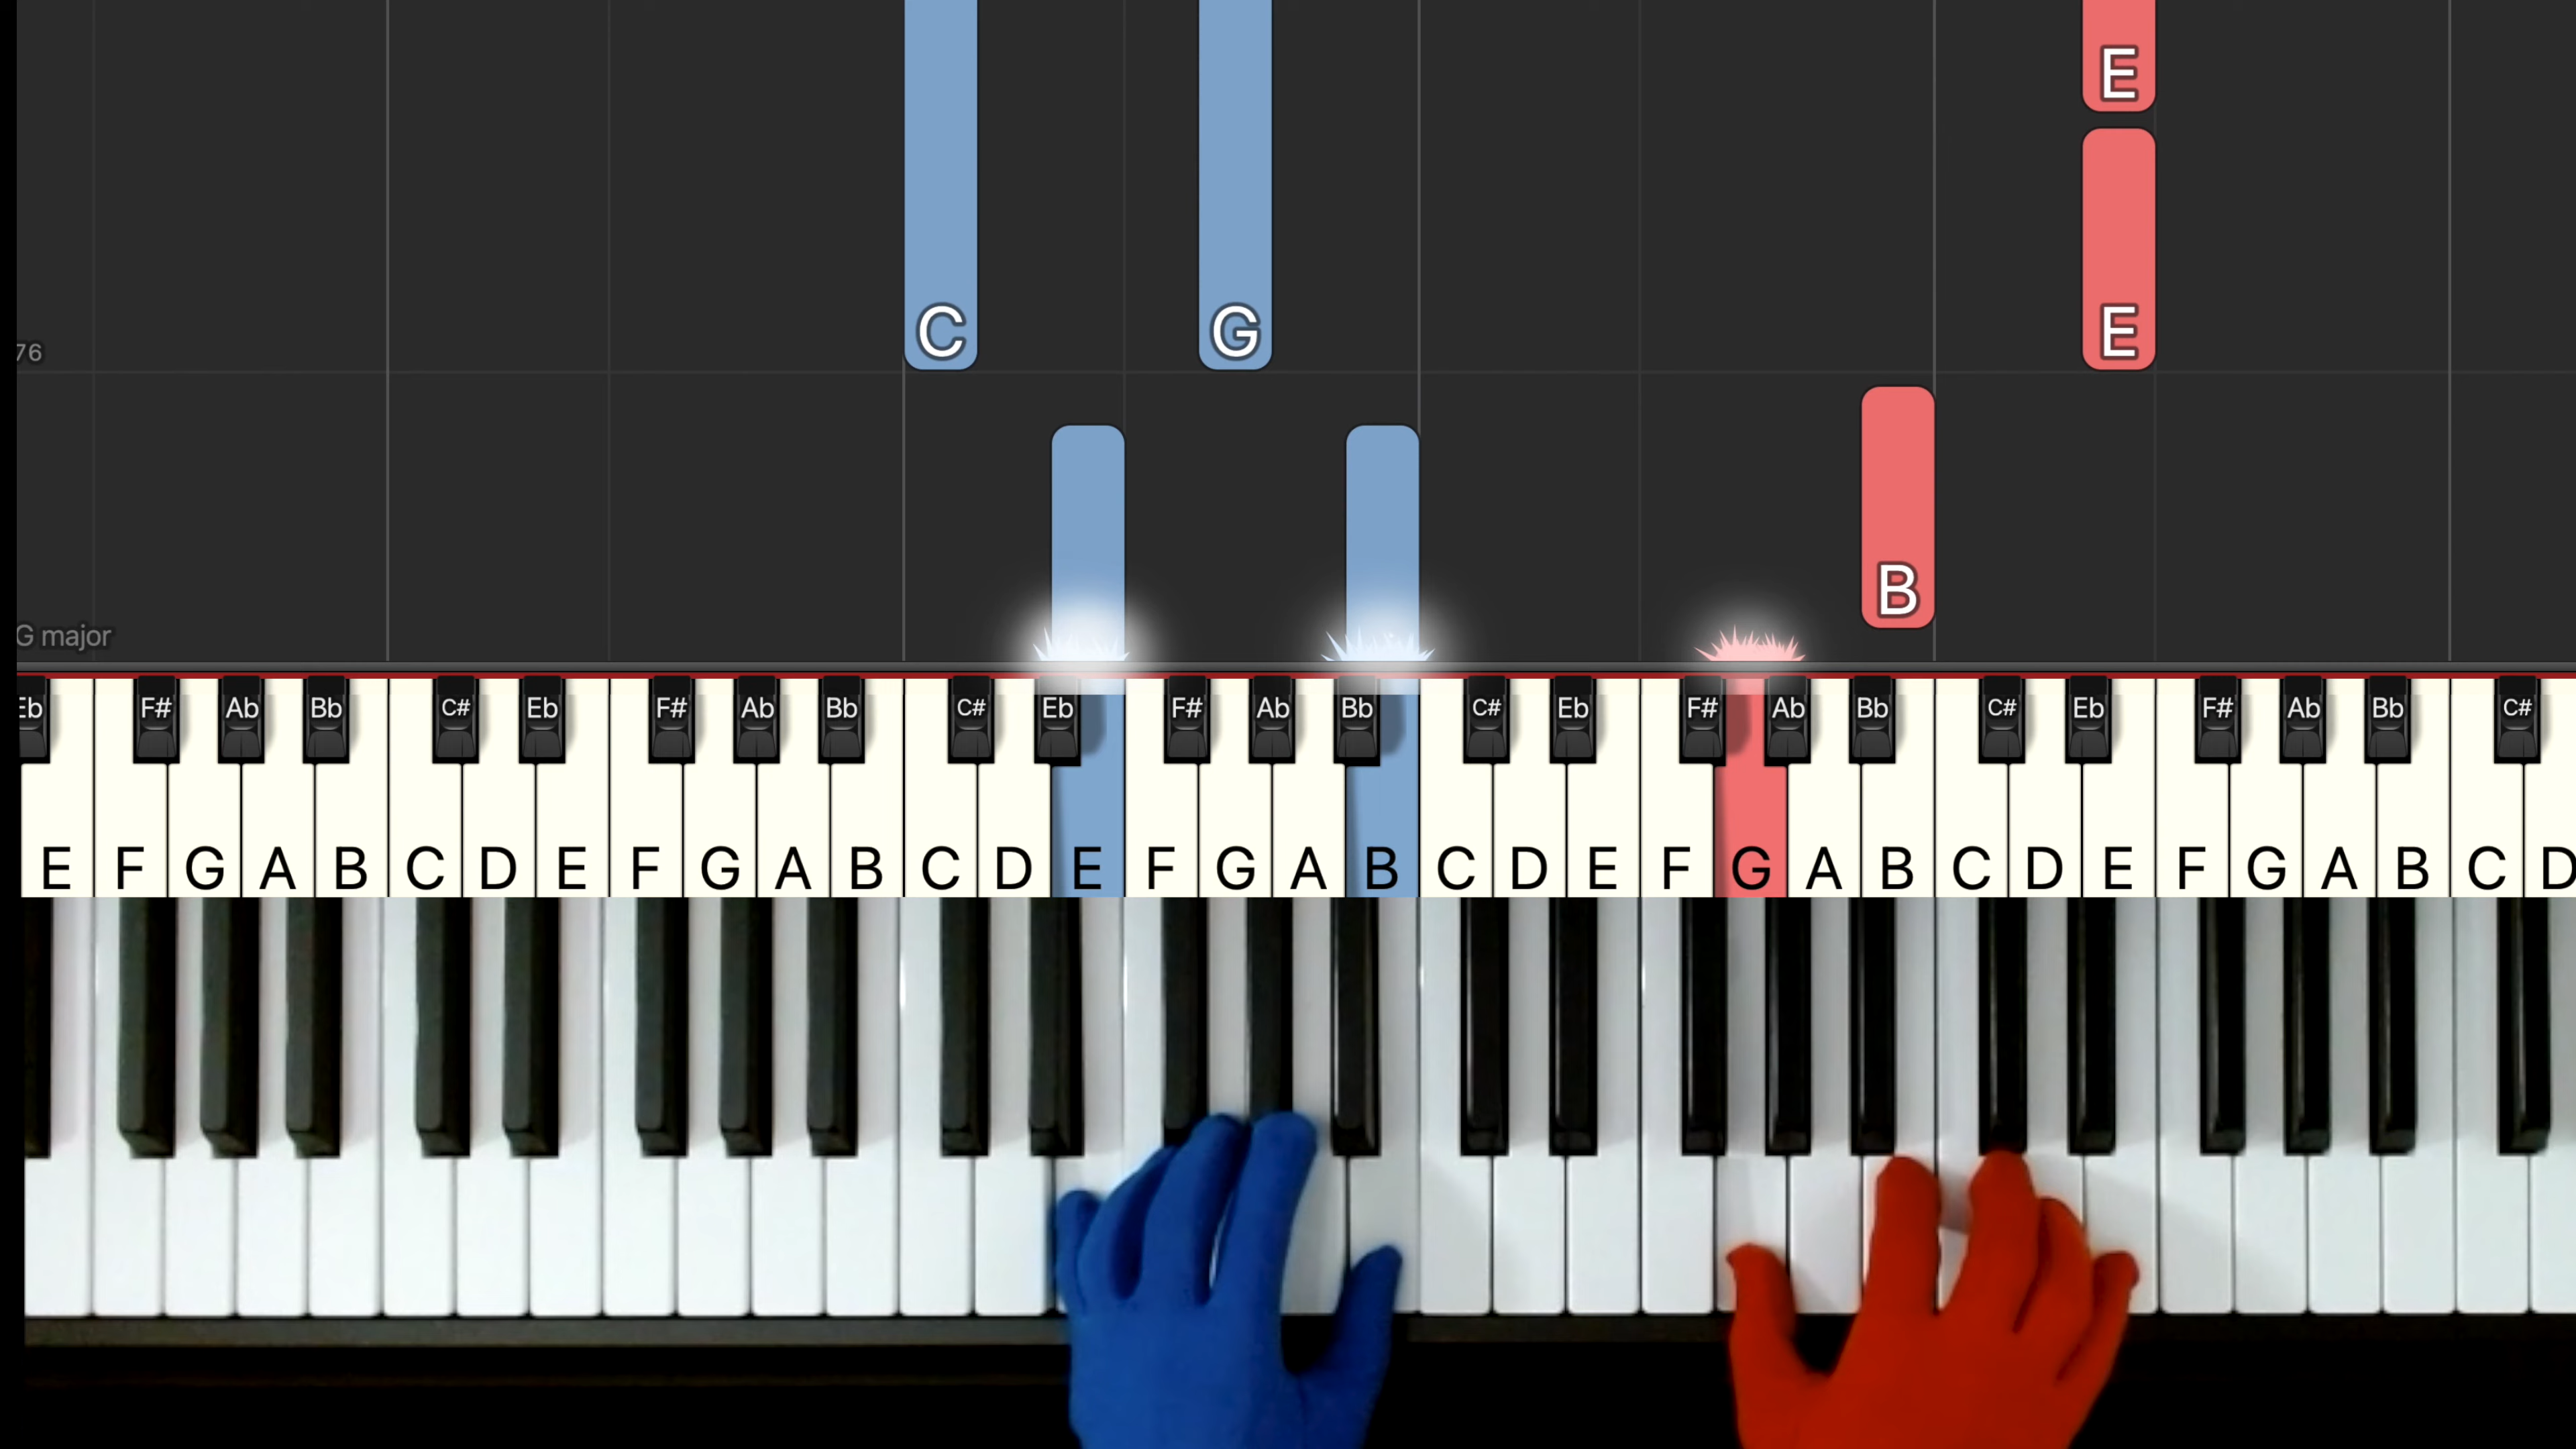 E
C G E
76
B
G major
Eb F# Ab Bb C# Eb F# Ab Bb C# Eb F# Ab Bb C# Eb F# Ab Bb C# Eb F# Ab Bb C#
E F G A B C D E F G A B C D E F G A B C D E F G A B C D E F G A B C D